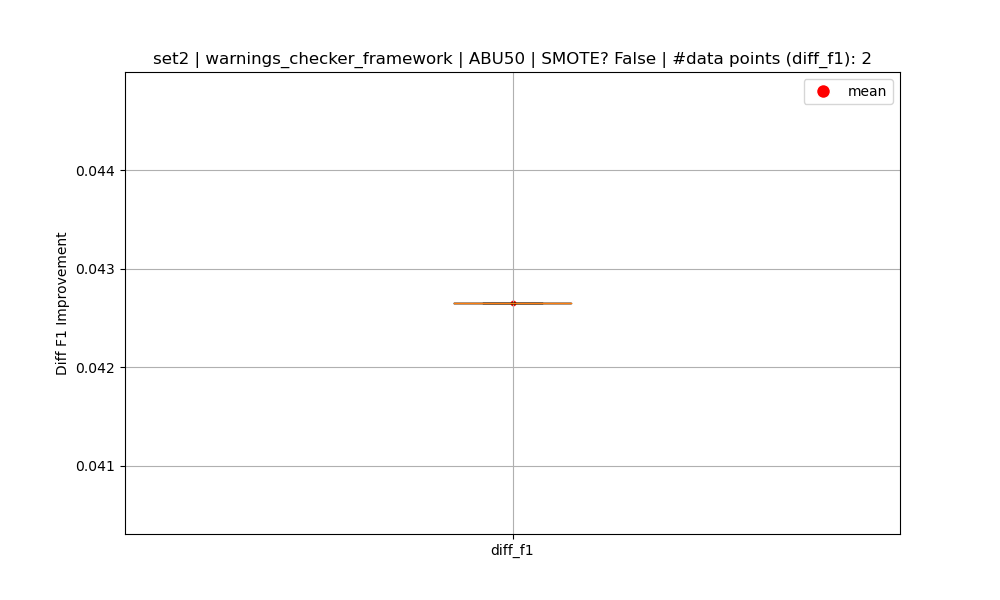 set2 | warnings_checker_framework | ABU50 | SMOTE? False | #data points (diff_f1): 2
mean
0.044
0.043
0.042
0.041
Diff F1 Improvement
diff_f1